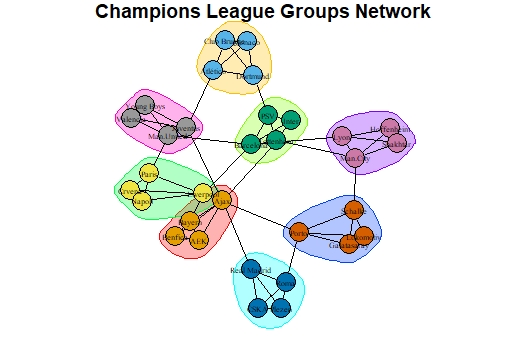 Champions League Groups Network
Club Brugge
Monaco
Atlético
Dortmund
Young Boys
Valencia
Juventus
Man.United
PSV
Inter
Barcelona
Tottenham
Lyon
Hoffenheim
Shakhtar
Man.City
Paris
Crvena
Napoli
Liverpool
Ajax
Bayern
Benfica
AEK
Schalke
Porto
Lokomotiv
Galatasaray
Real Madrid
Roma
CSKA
Plzen